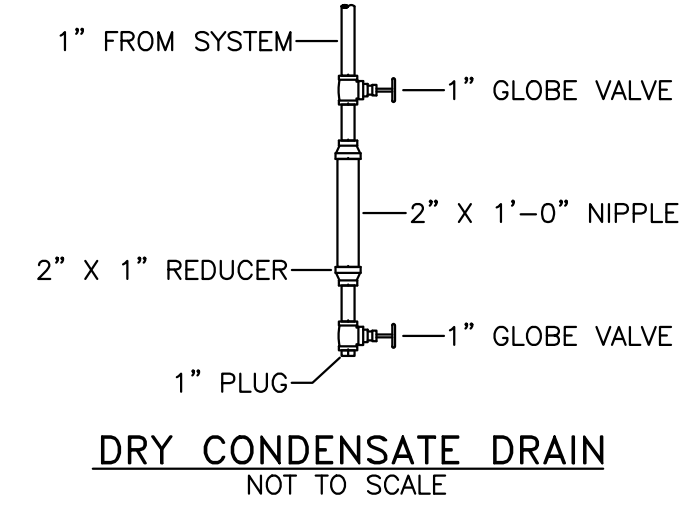 1” FROM SYSTEM
1” GLOBE VALVE
2” X 1'-0” NIPPLE
2” X 1” REDUCER
1” GLOBE VALVE
1” PLUG
DRY CONDENSATE DRAIN
NOT TO SCALE